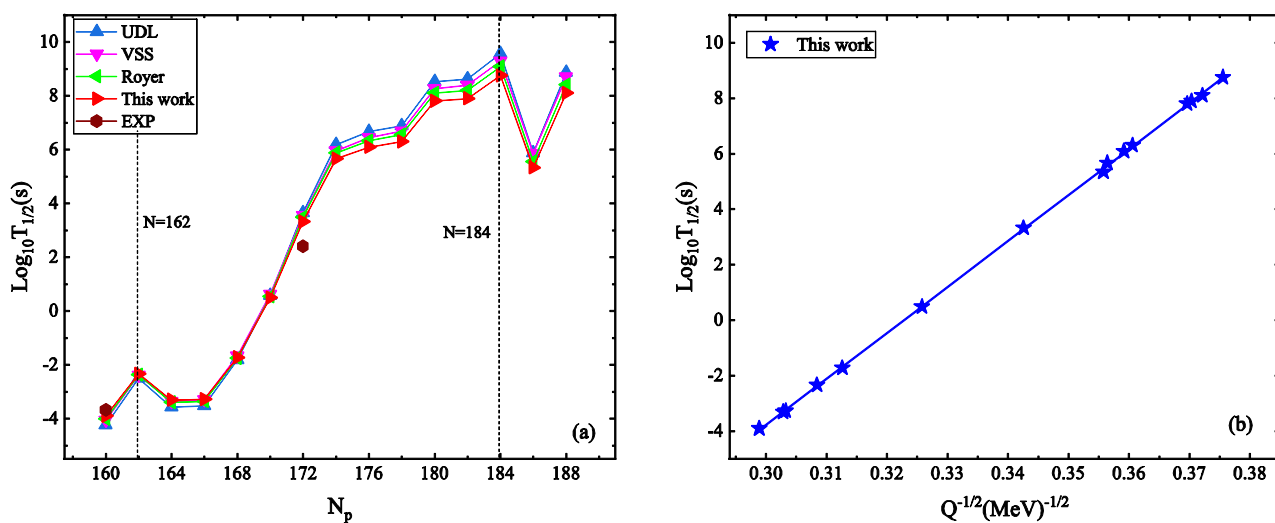 UDL
VSS
Royer
This work
EXP
N=162
N=184
(a)
10
8
6
4
2
0
-2
-4
160
164
168
172
176
180
184
188
Log10T1/2(s)
Np
This work
(b)
10
8
6
4
2
0
-2
-4
0.30
0.31
0.32
0.33
0.34
0.35
0.36
0.37
0.38
Log10T1/2(s)
Q-1/2(MeV)-1/2